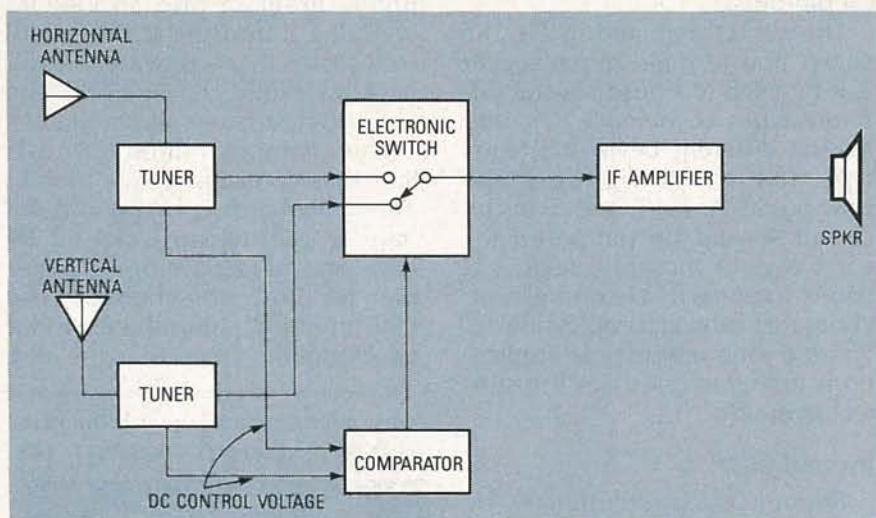 HORIZONTAL
ANTENNA
TUNER
ELECTRONIC
SWITCH
IF AMPLIFIER
SPKR
VERTICAL
ANTENNA
TUNER
COMPARATOR
DC CONTROL VOLTAGE